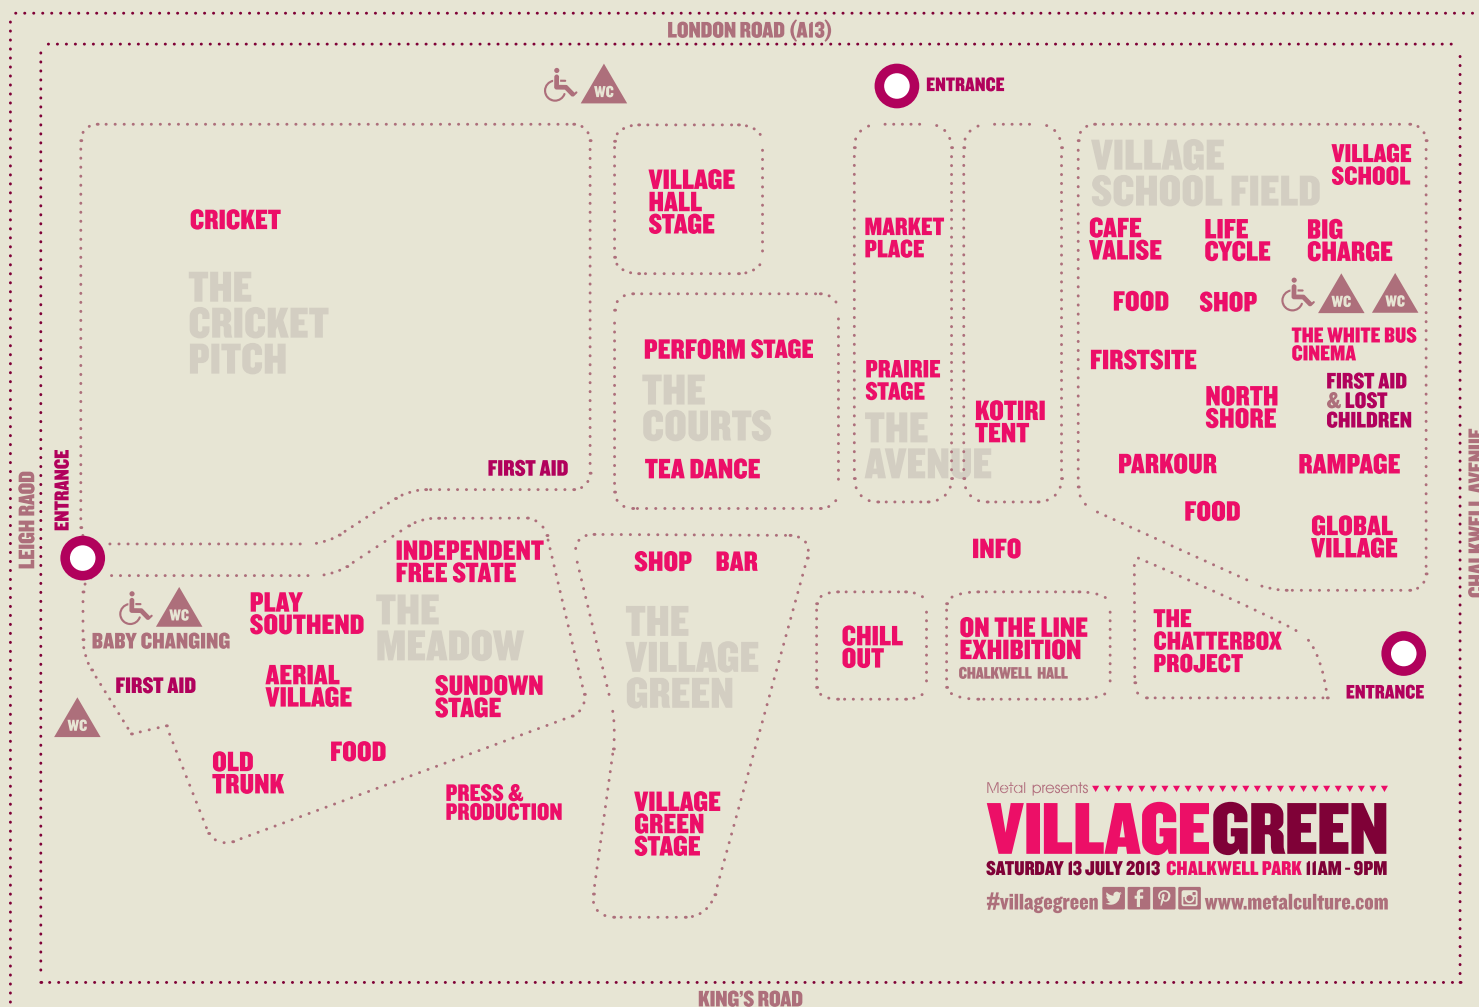 LONDON ROAD (A13)
WC
ENTRANCE
VILLAGE
SCHOOL FIELD
VILLAGE
SCHOOL
VILLAGE
HALL
STAGE
CRICKET
MARKET
PLACE
CAFE
VALISE
LIFE
CYCLE
BIG
CHARGE
THE
CRICKET
PITCH
FOOD
SHOP
WC
WC
THE WHITE BUS
CINEMA
PERFORM STAGE
FIRSTSITE
THE
COURTS
PRAIRIE
STAGE
THE
AVENUE
KOTIRI
TENT
NORTH
SHORE
FIRST AID
& LOST
CHILDREN
TEA DANCE
FIRST AID
PARKOUR
RAMPAGE
FOOD
GLOBAL
VILLAGE
LEIGH RAOD
ENTRANCE
CHALKWELL AVENUE
INDEPENDENT
FREE STATE
SHOP
BAR
INFO
WC
BABY CHANGING
PLAY
SOUTHEND
THE
MEADOW
THE
VILLAGE
GREEN
CHILL
OUT
ON THE LINE
EXHIBITION
CHALKWELL HALL
THE
CHATTERBOX
PROJECT
ENTRANCE
FIRST AID
AERIAL
VILLAGE
SUNDOWN
STAGE
WC
OLD
TRUNK
FOOD
PRESS &
PRODUCTION
VILLAGE
GREEN
STAGE
Metal presents
VILLAGEGREEN
SATURDAY 13 JULY 2013 CHALKWELL PARK 11AM - 9PM
#villagegreen www.metalculture.com
KING'S ROAD